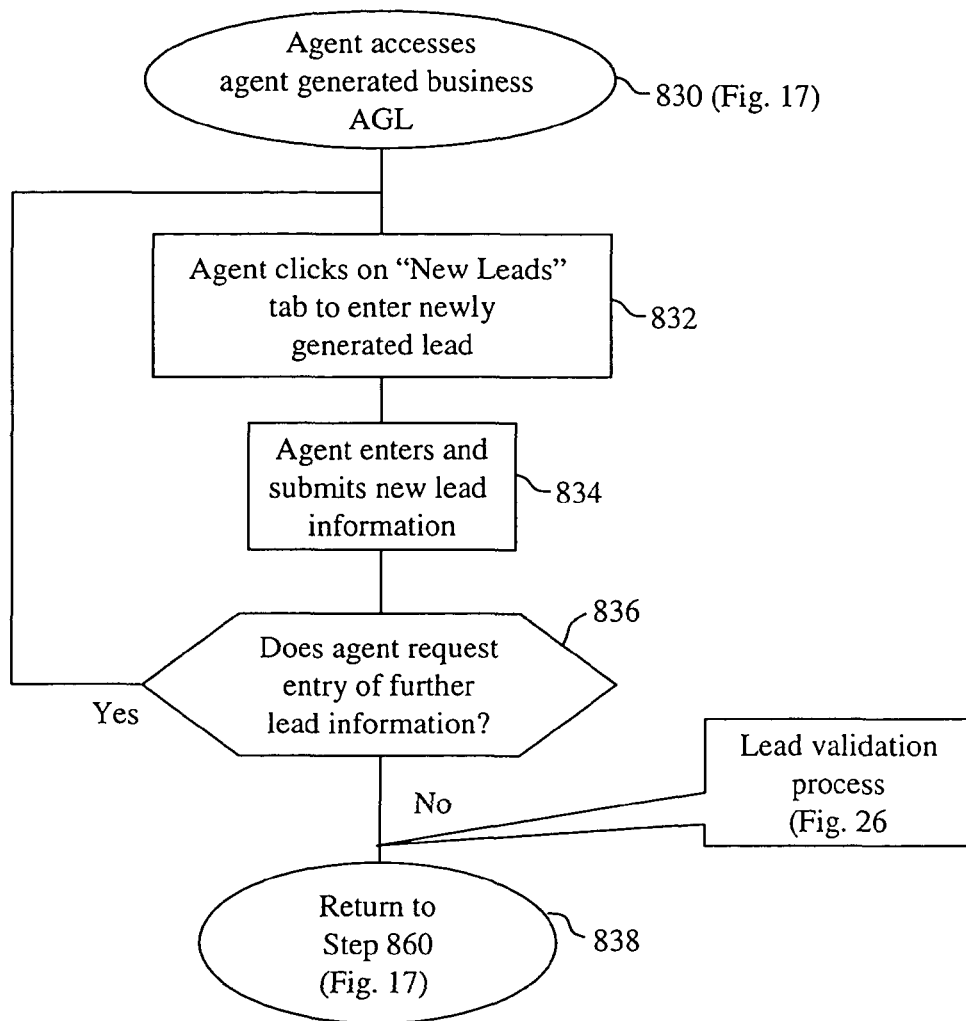 Agent accesses
agent generated business
AGL
830 (Fig. 17)
Agent clicks on “New Leads”
tab to enter newly
generated lead
832
Agent enters and
submits new lead
information
834
836
Does agent request
entry of further
lead information?
Yes
No
Lead validation
process
(Fig. 26
Return to
Step 860
(Fig. 17)
838